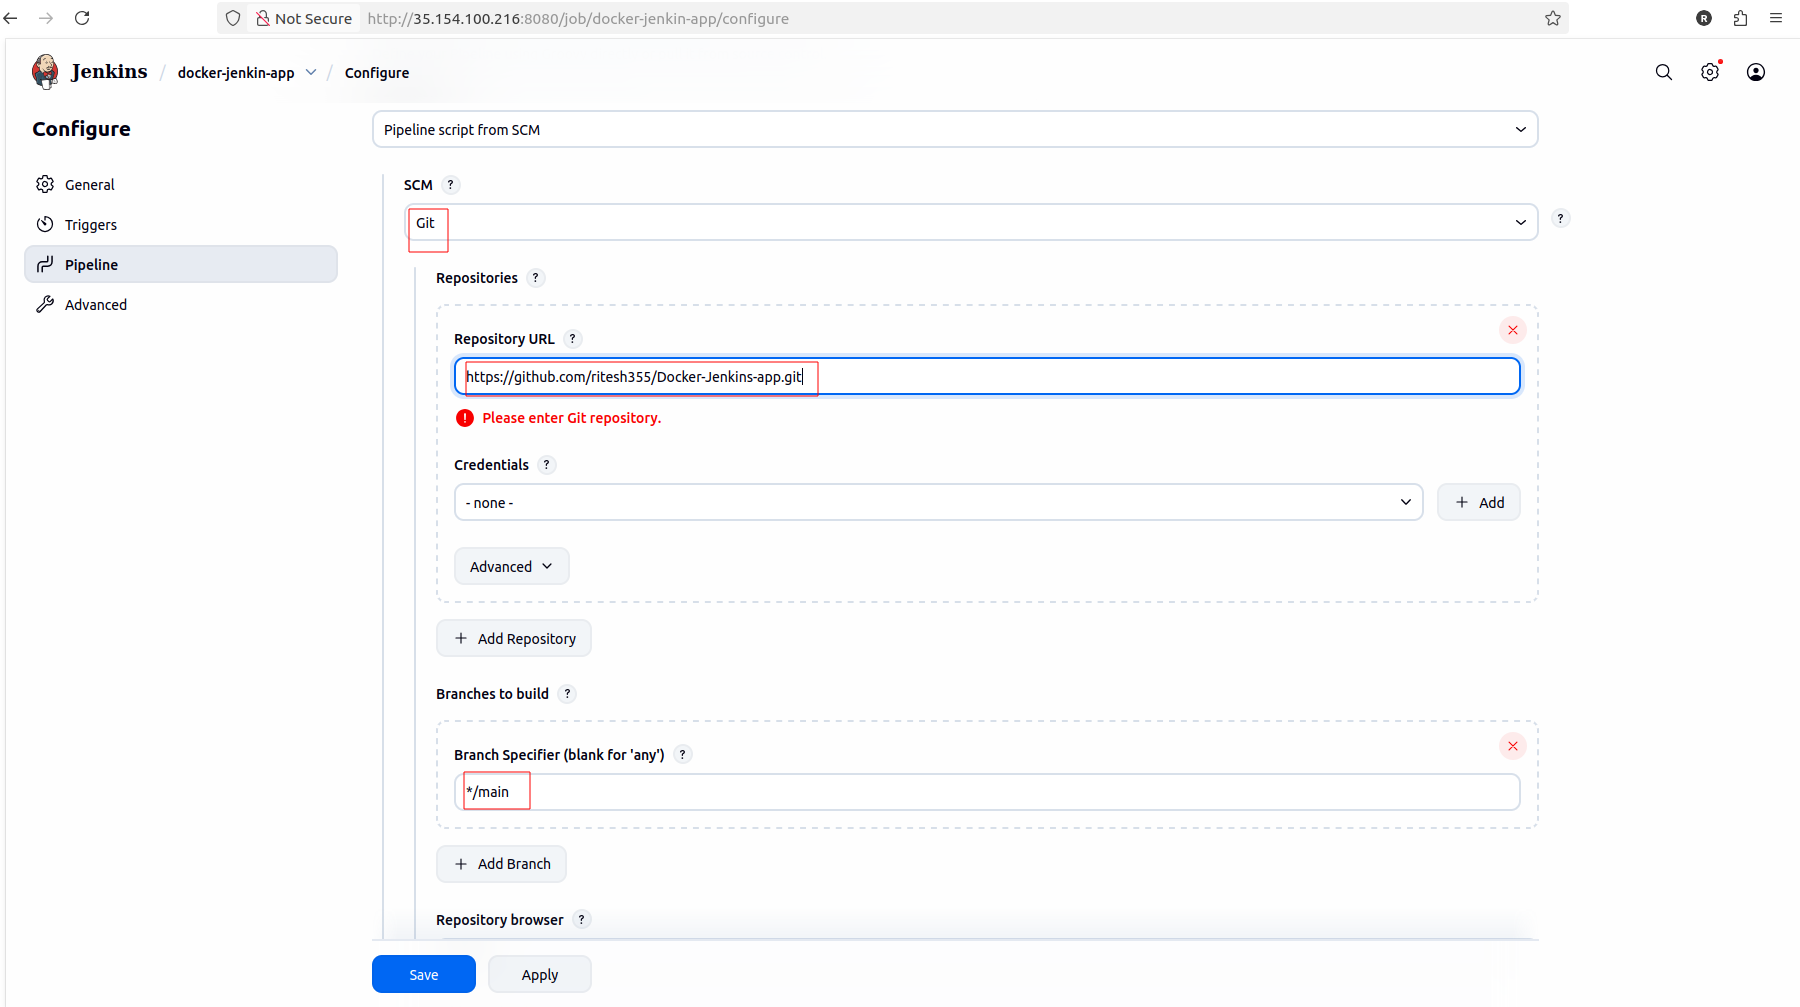 Not Secure http://35.154.100.216:8080/job/docker-jenkin-app/configure R
Jenkins / docker-jenkin-app / Configure
Configure
General
Triggers
Pipeline
Advanced
Pipeline script from SCM
SCM ?
Git
?
Repositories ?
Repository URL ?
https://github.com/ritesh355/Docker-Jenkins-app.git
! Please enter Git repository.
Credentials ?
- none -
+ Add
Advanced
+ Add Repository
Branches to build ?
Branch Specifier (blank for 'any') ?
*/main
+ Add Branch
Repository browser ?
Save Apply